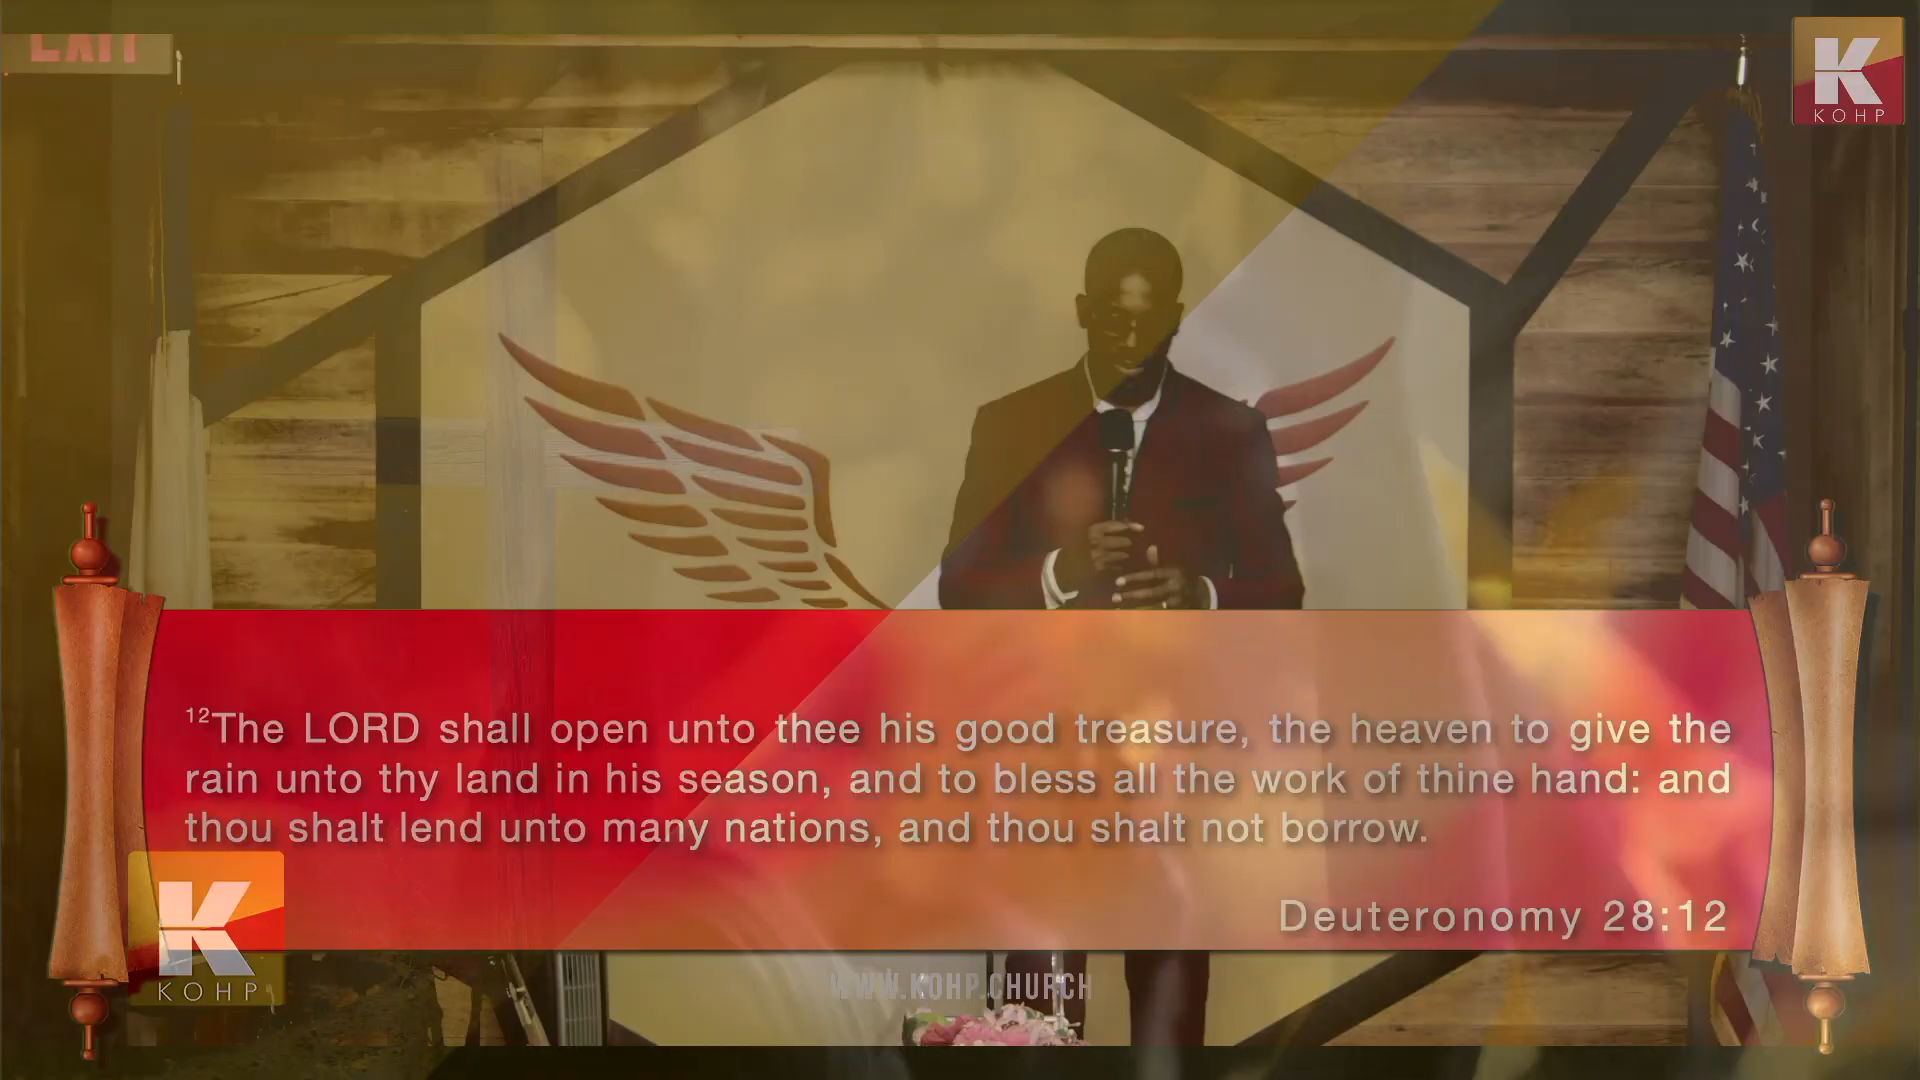 EXIT
K
KOHP
¹²The LORD shall open unto thee his good treasure, the heaven to give the
rain unto thy land in his season, and to bless all the work of thine hand: and
thou shalt lend unto many nations, and thou shalt not borrow.
Deuteronomy 28:12
K
KOHP
WWW.KOHP.CHURCH